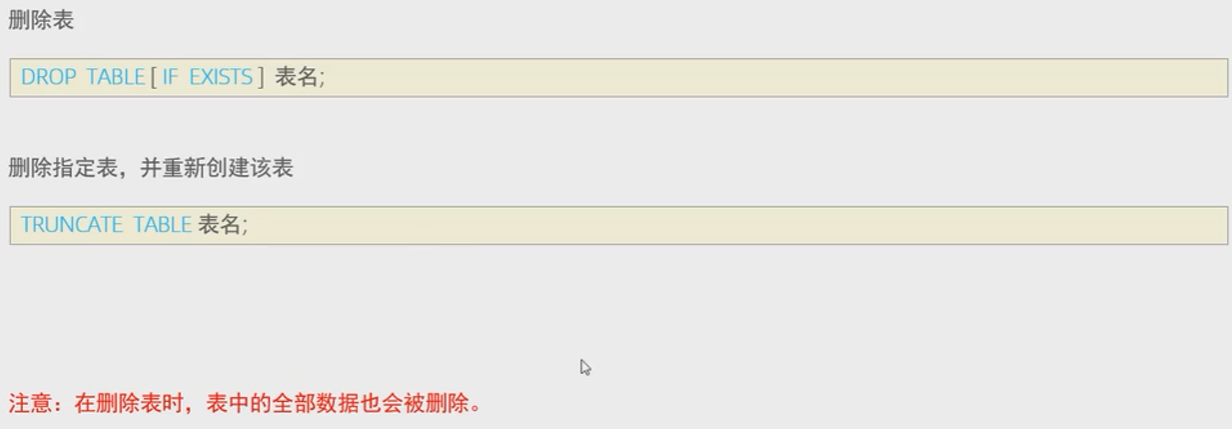 删除表
DROP TABLE [ IF EXISTS ] 表名;
删除指定表，并重新创建该表
TRUNCATE TABLE 表名;
注意：在删除表时，表中的全部数据也会被删除。